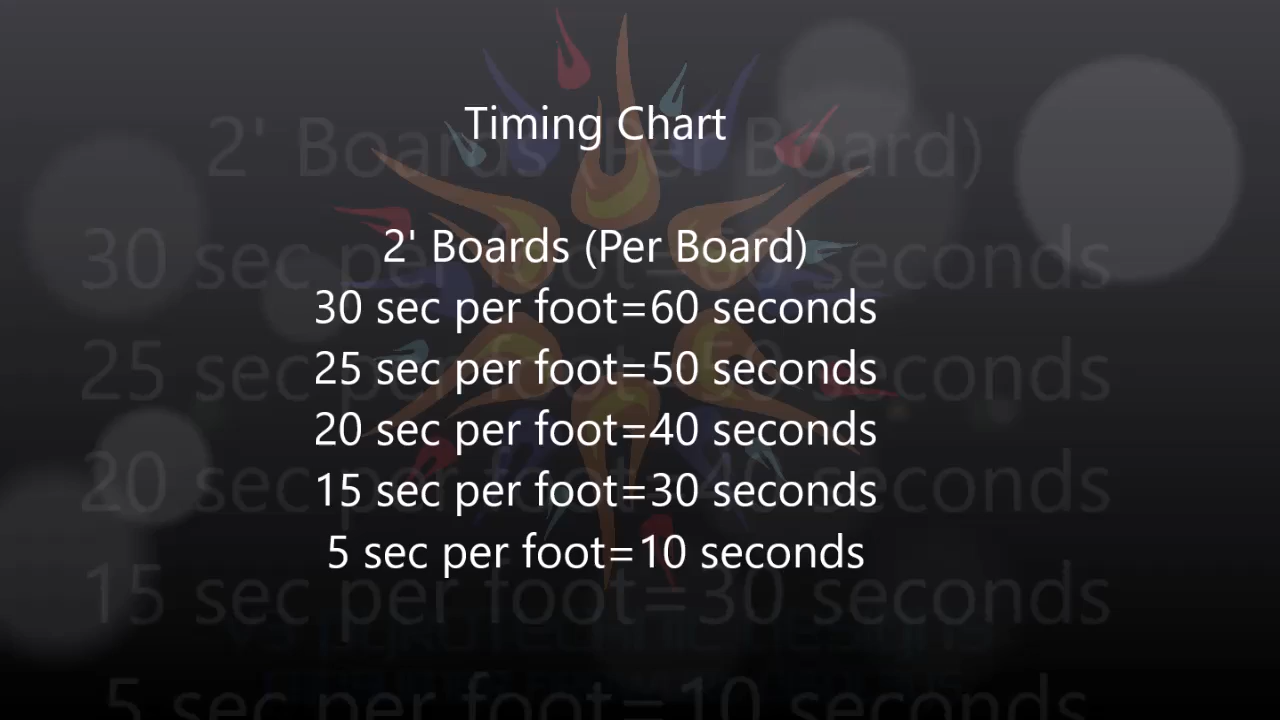 Timing Chart
2' Boards (Per Board)
30 sec per foot=60 seconds
25 sec per foot=50 seconds
20 sec per foot=40 seconds
15 sec per foot=30 seconds
5 sec per foot=10 seconds